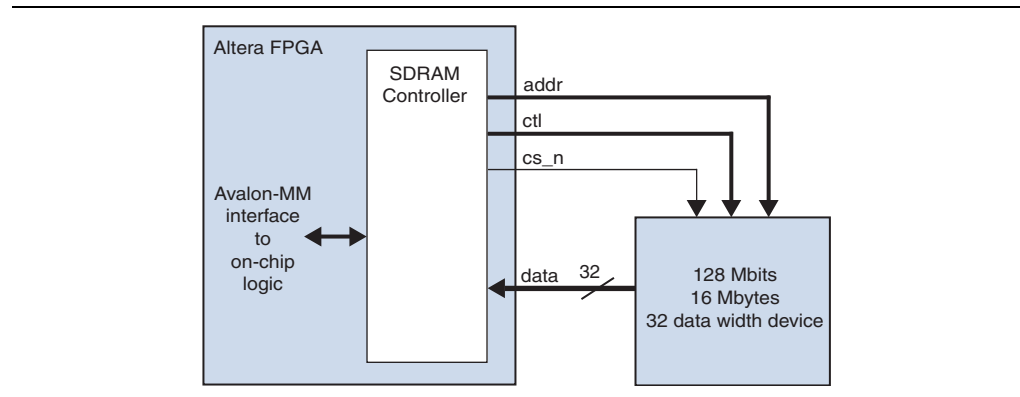 Altera FPGA
SDRAM
Controller
addr
ctl
cs_n
Avalon-MM
interface
to
on-chip
logic
data
32
128 Mbits
16 Mbytes
32 data width device